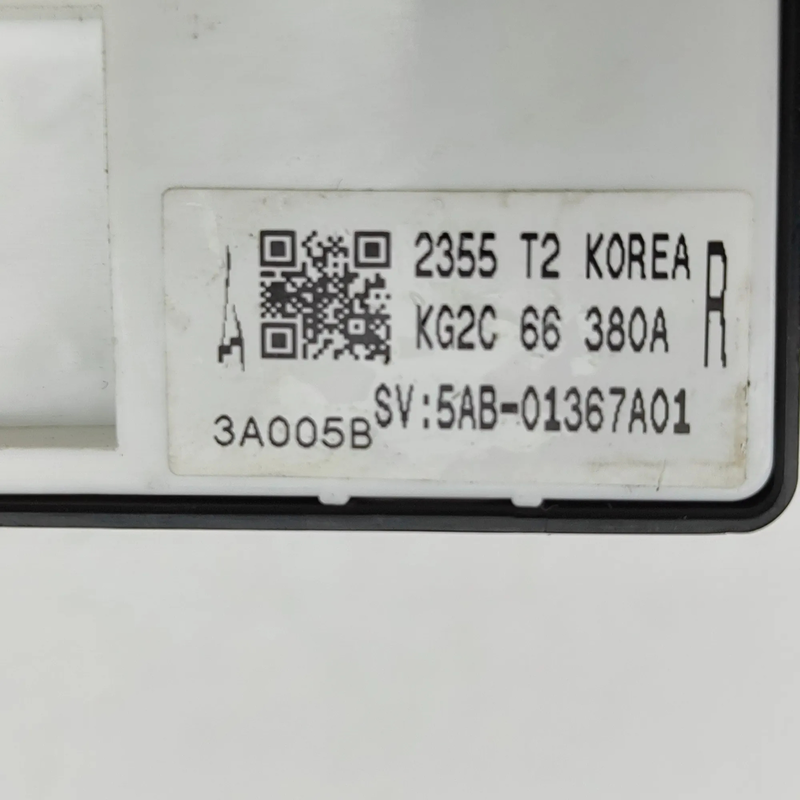 A 2355 T2 KOREA R
KG2C 66 380A
SV:5AB-01367A01
3A005B